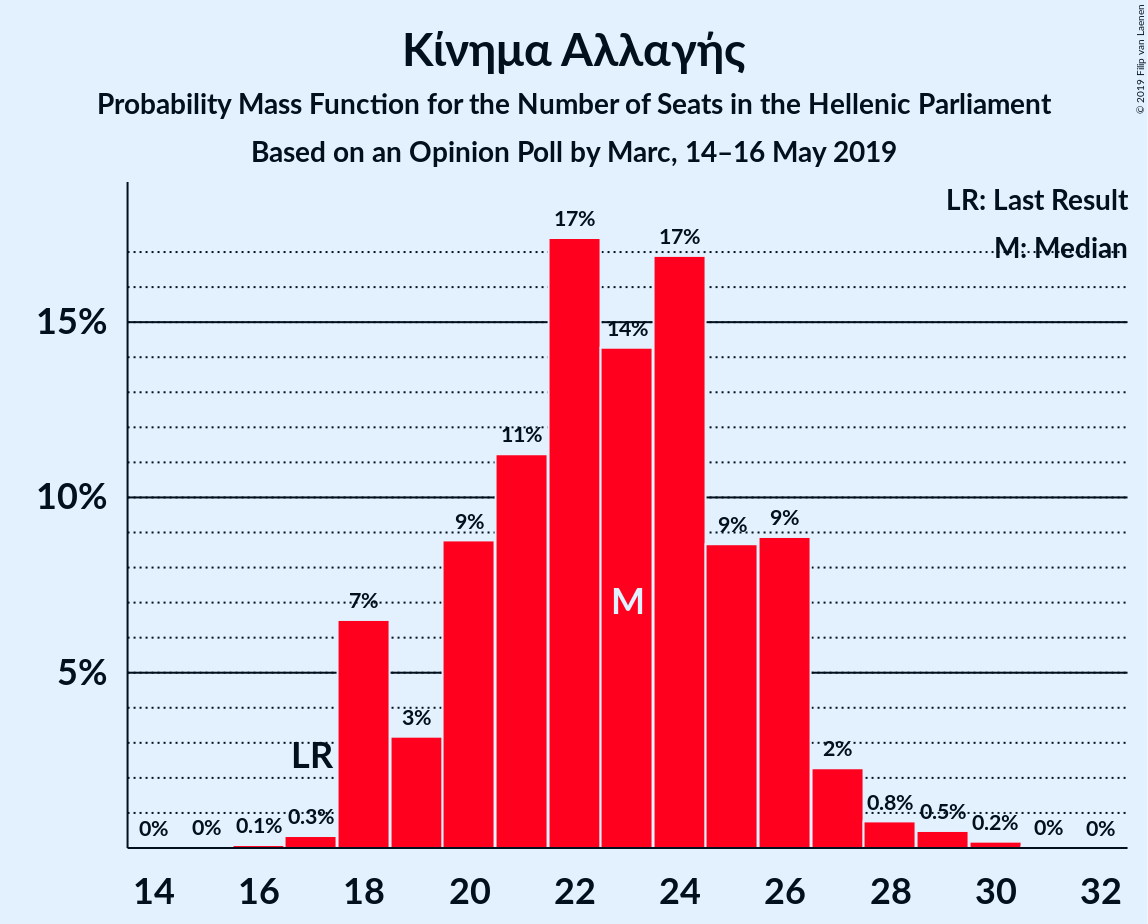 Κίνημα Αλλαγής
Probability Mass Function for the Number of Seats in the Hellenic Parliament
Based on an Opinion Poll by Marc, 14–16 May 2019
© 2019 Filip van Laenen
LR: Last Result
M: Median
15%
10%
5%
0%
0%
0.1%
0.3%
7%
3%
9%
11%
17%
14%
17%
9%
9%
2%
0.8%
0.5%
0.2%
0%
0%
LR
M
14 16 18 20 22 24 26 28 30 32